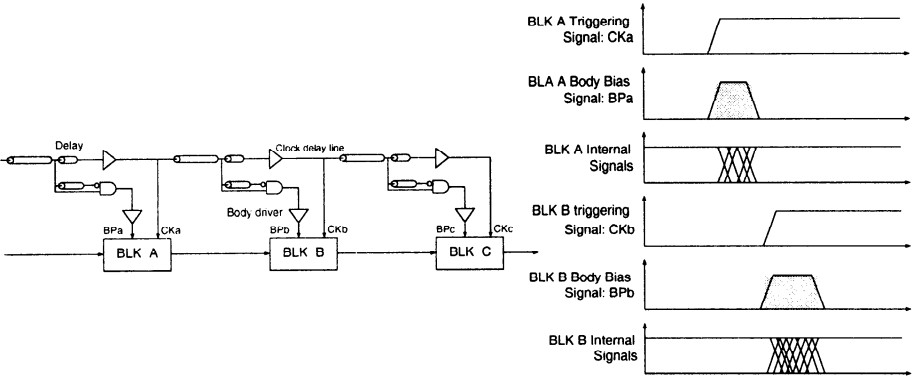 Delay
Clock delay line
Body driver
BPa
CKa
BPb
CKb
BPc
CKc
BLK A
BLK B
BLK C
BLK A Triggering
Signal: CKa
BLA A Body Bias
Signal: BPa
BLK A Internal
Signals
BLK B triggering
Signal: CKb
BLK B Body Bias
Signal: BPb
BLK B Internal
Signals